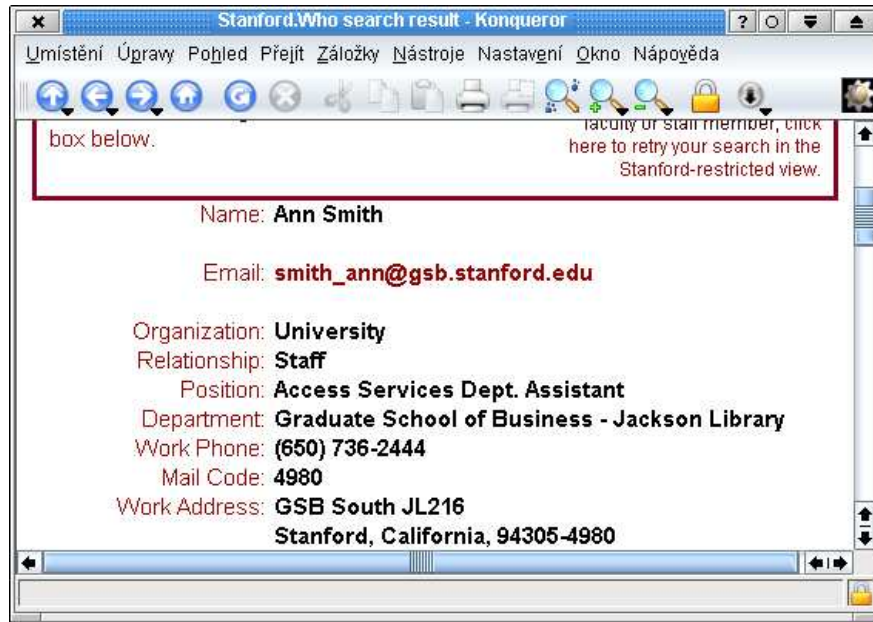 Stanford.Who search result - Konqueror
Umístění Úpravy Pohled Přejít Záložky Nástroje Nastavení Okno Nápověda
box below.
faculty or staff member, click
here to retry your search in the
Stanford-restricted view.
Name: Ann Smith
Email: smith_ann@gsb.stanford.edu
Organization: University
Relationship: Staff
Position: Access Services Dept. Assistant
Department: Graduate School of Business - Jackson Library
Work Phone: (650) 736-2444
Mail Code: 4980
Work Address: GSB South JL216
Stanford, California, 94305-4980